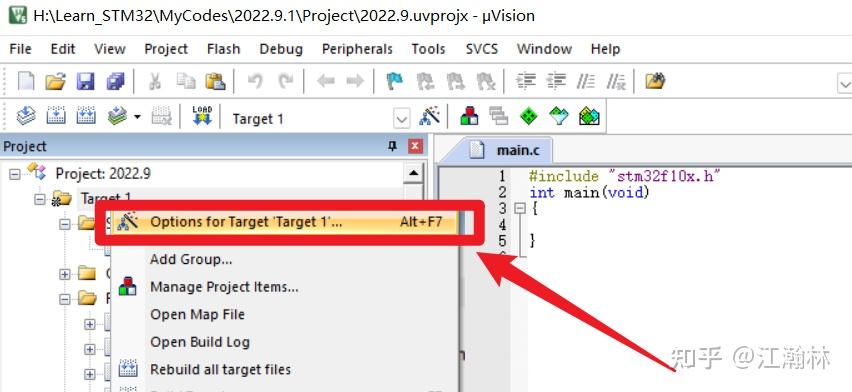 H:\Learn_STM32\MyCodes\2022.9.1\Project\2022.9.uvprojx - µVision
File Edit View Project Flash Debug Peripherals Tools SVCS Window Help
LOAD
Target 1
Project
main.c
Project: 2022.9
Target 1
Options for Target 'Target 1'... Alt+F7
Add Group...
Manage Project Items...
Open Map File
Open Build Log
Rebuild all target files
1 #include "stm32f10x.h"
2 int main(void)
3 {
4
5 }
6
知乎 @江瀚林